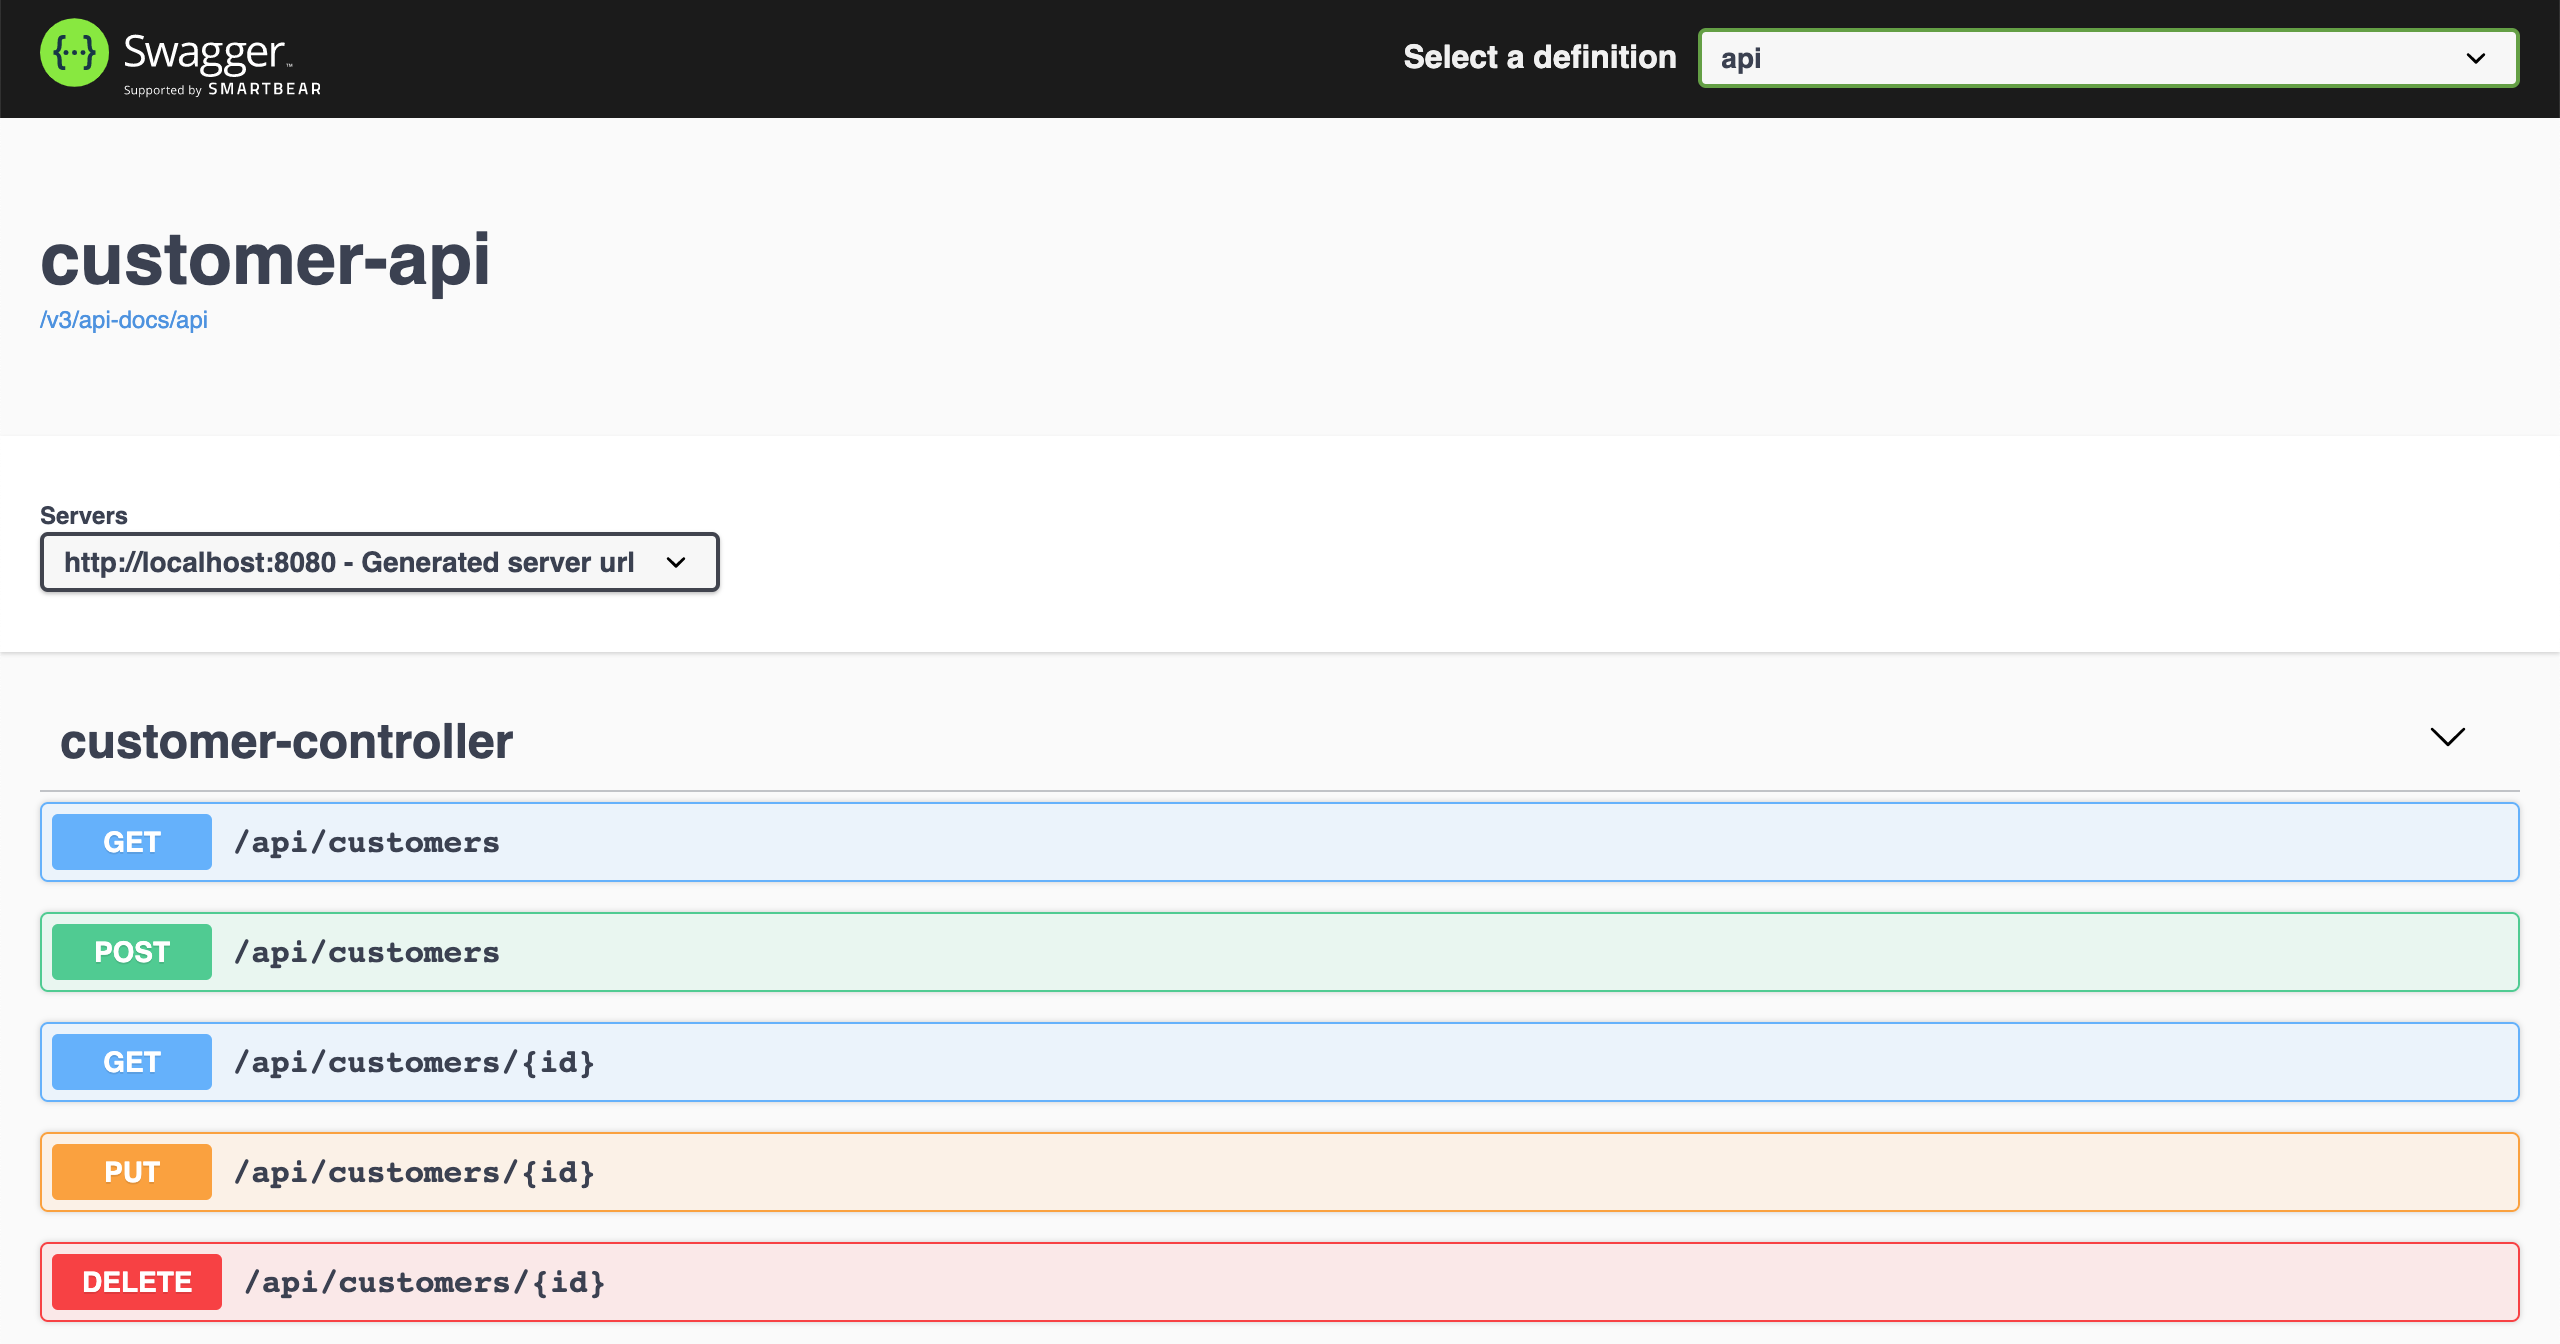 {···} Swagger™
Supported by SMARTBEAR
Select a definition
api
customer-api
/v3/api-docs/api
Servers
http://localhost:8080 - Generated server url
customer-controller
GET /api/customers
POST /api/customers
GET /api/customers/{id}
PUT /api/customers/{id}
DELETE /api/customers/{id}